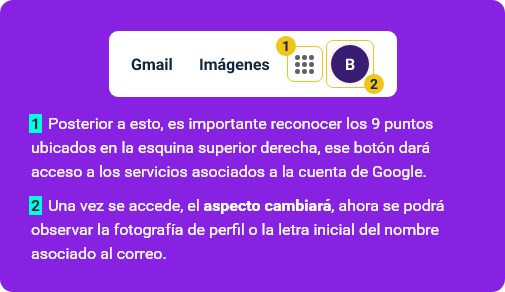 Gmail Imágenes 1 B 2
1 Posterior a esto, es importante reconocer los 9 puntos
ubicados en la esquina superior derecha, ese botón dará
acceso a los servicios asociados a la cuenta de Google.
2 Una vez se accede, el aspecto cambiará, ahora se podrá
observar la fotografía de perfil o la letra inicial del nombre
asociado al correo.